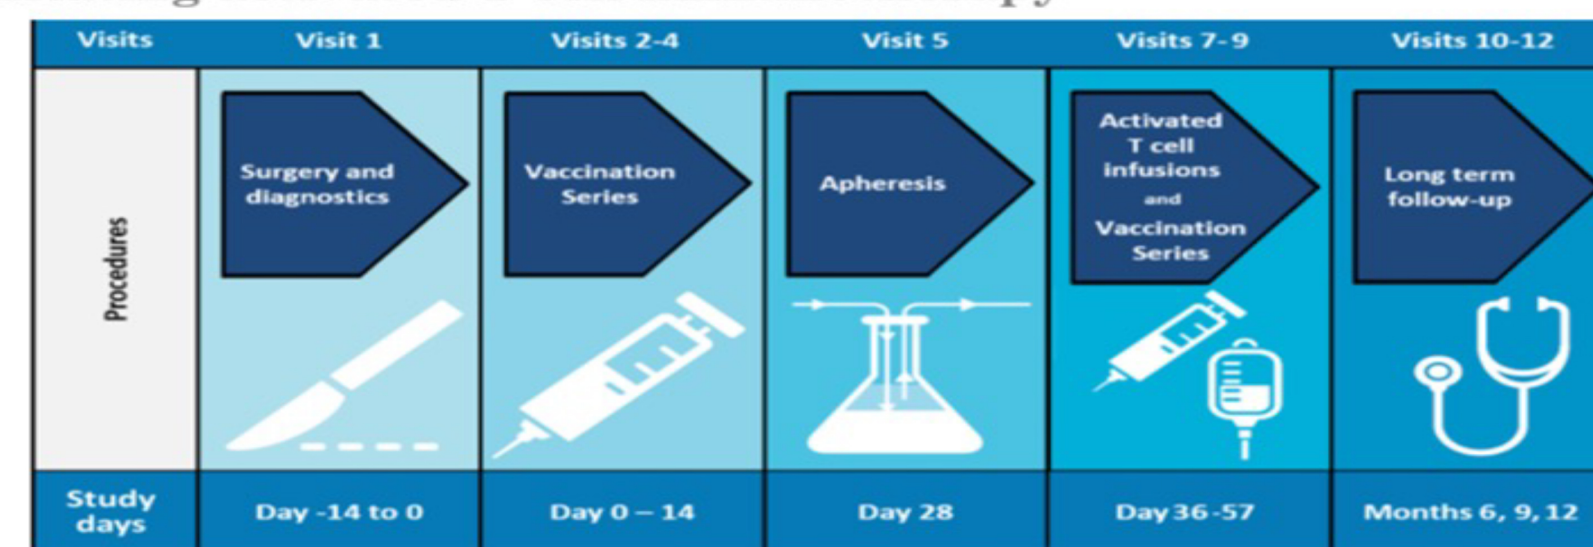 Visits
Visit 1
Visits 2-4
Visit 5
Visits 7-9
Visits 10-12
Procedures
Surgery and
diagnostics
Vaccination
Series
Apheresis
Activated
T cell
infusions
and
Vaccination
Series
Long term
follow-up
Study
days
Day -14 to 0
Day 0 – 14
Day 28
Day 36-57
Months 6, 9, 12